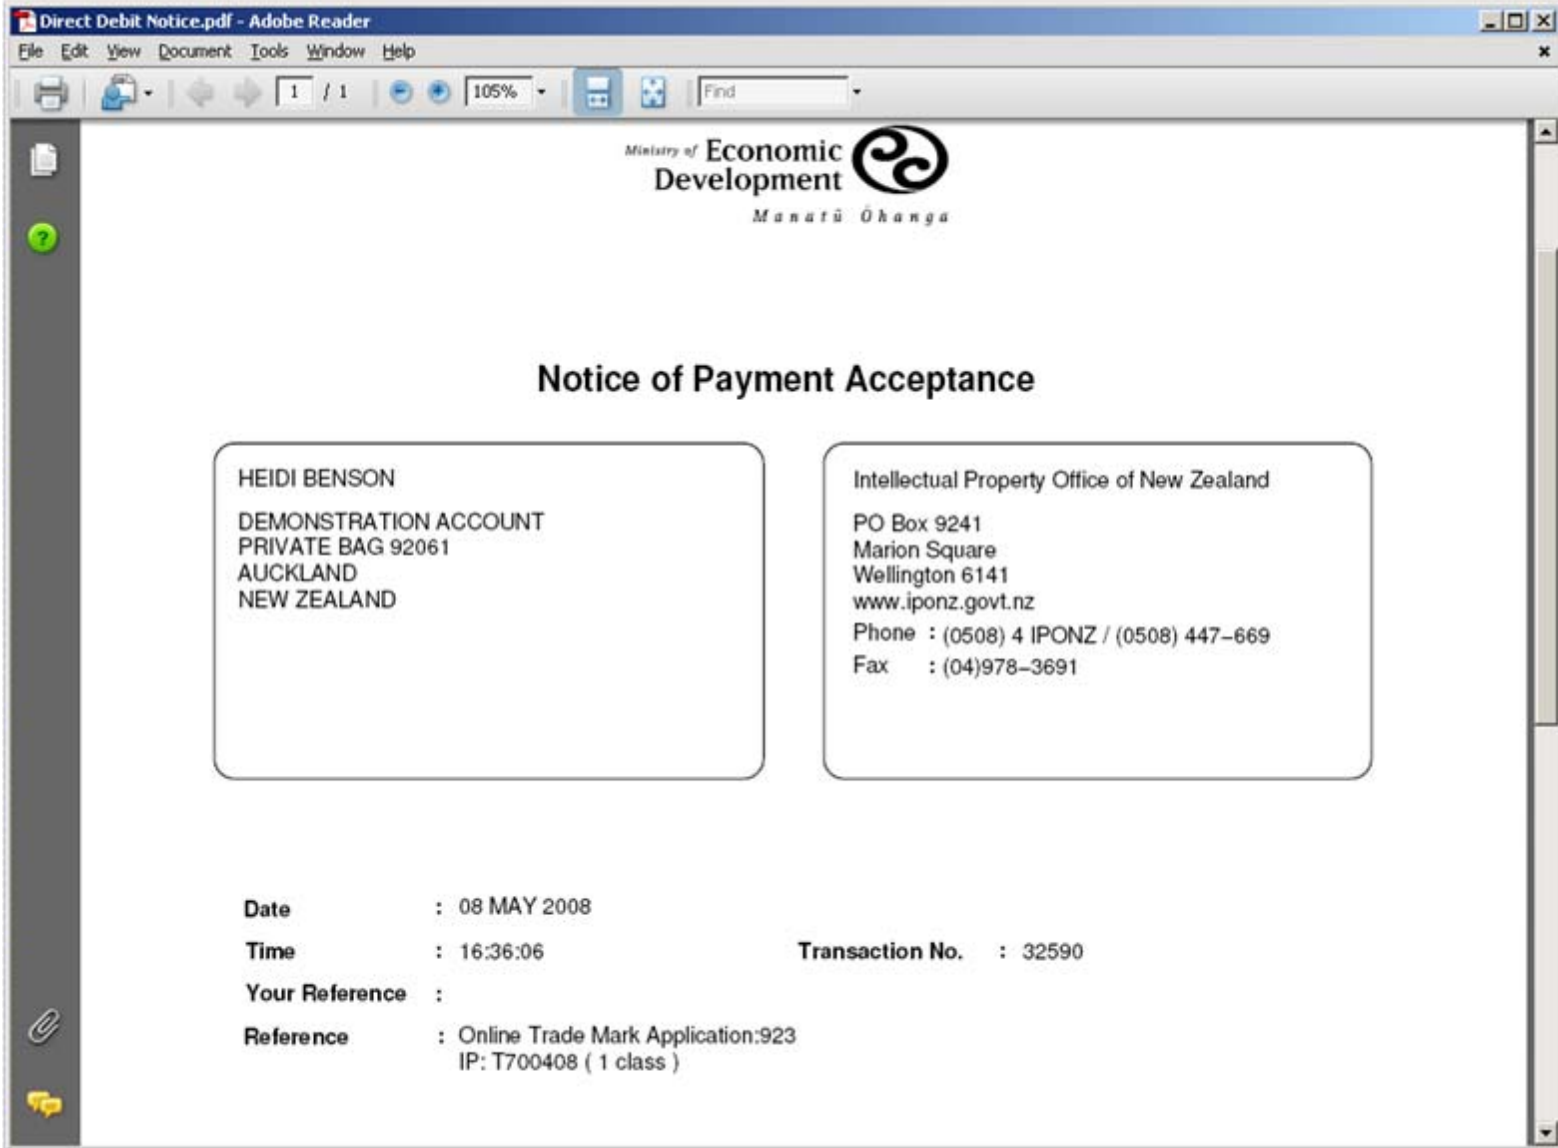 Direct Debit Notice.pdf - Adobe Reader
File Edit View Document Tools Window Help
1 / 1 105% Find
Ministry of Economic
Development
Manatū Ōhanga
Notice of Payment Acceptance
HEIDI BENSON
DEMONSTRATION ACCOUNT
PRIVATE BAG 92061
AUCKLAND
NEW ZEALAND
Intellectual Property Office of New Zealand
PO Box 9241
Marion Square
Wellington 6141
www.iponz.govt.nz
Phone : (0508) 4 IPONZ / (0508) 447–669
Fax : (04)978–3691
Date : 08 MAY 2008
Time : 16:36:06 Transaction No. : 32590
Your Reference :
Reference : Online Trade Mark Application:923
IP: T700408 ( 1 class )